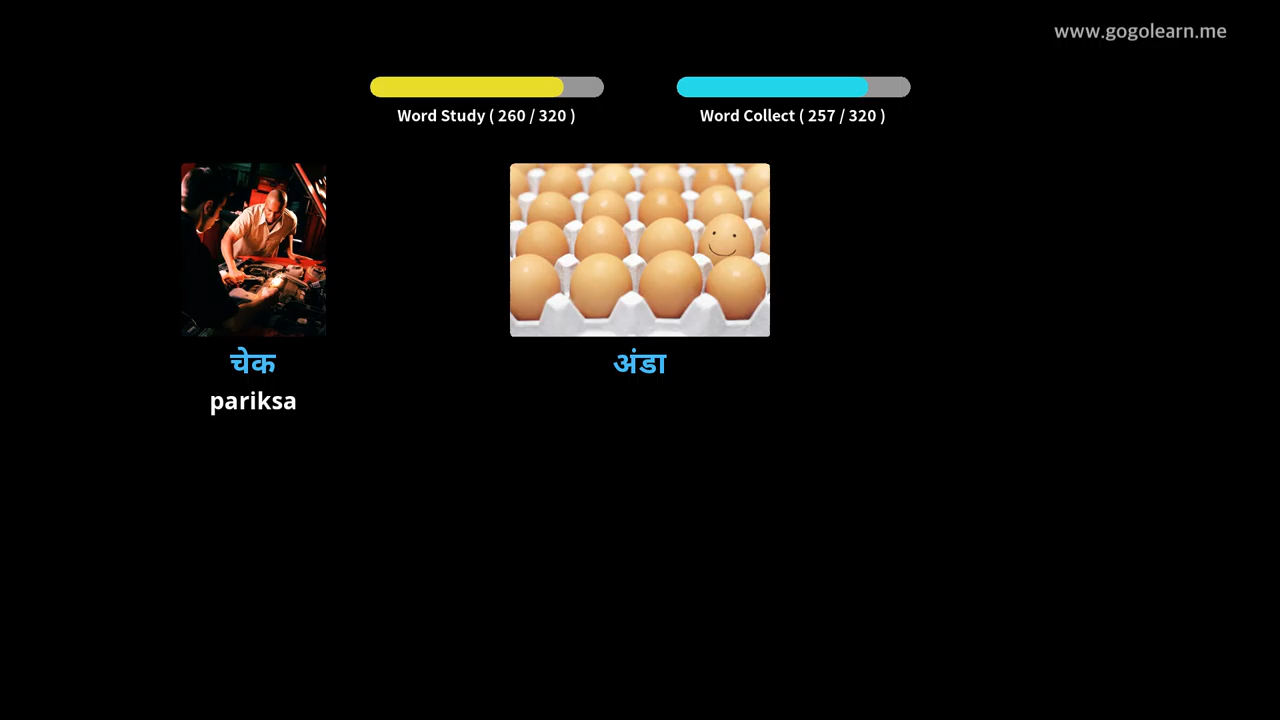 www.gogolearn.me
Word Study ( 260 / 320 )
Word Collect ( 257 / 320 )
चेक
अंडा
pariksa